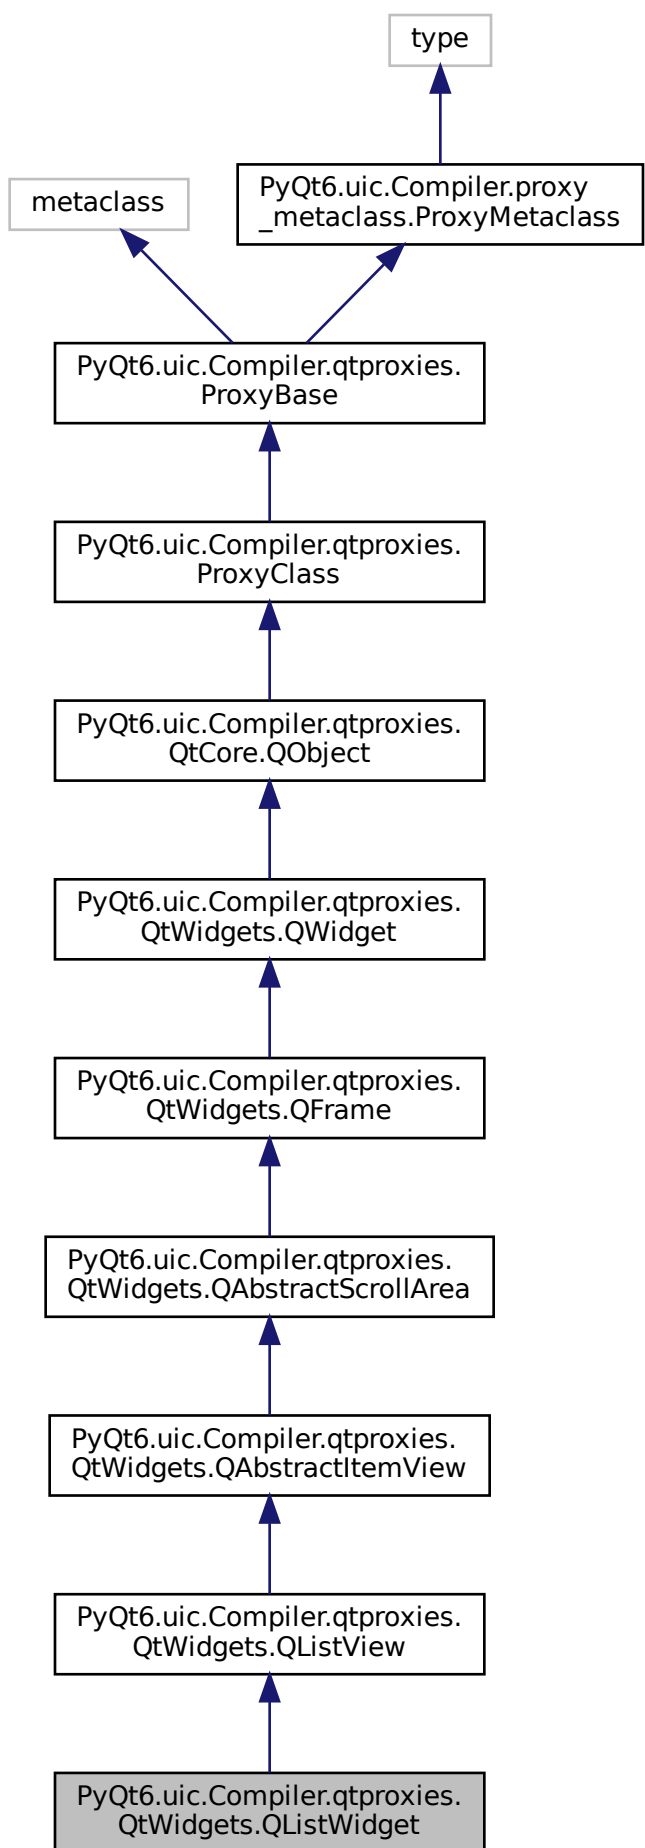 type
PyQt6.uic.Compiler.proxy
_metaclass.ProxyMetaclass
metaclass
PyQt6.uic.Compiler.qtproxies.
ProxyBase
PyQt6.uic.Compiler.qtproxies.
ProxyClass
PyQt6.uic.Compiler.qtproxies.
QtCore.QObject
PyQt6.uic.Compiler.qtproxies.
QtWidgets.QWidget
PyQt6.uic.Compiler.qtproxies.
QtWidgets.QFrame
PyQt6.uic.Compiler.qtproxies.
QtWidgets.QAbstractScrollArea
PyQt6.uic.Compiler.qtproxies.
QtWidgets.QAbstractItemView
PyQt6.uic.Compiler.qtproxies.
QtWidgets.QListView
PyQt6.uic.Compiler.qtproxies.
QtWidgets.QListWidget